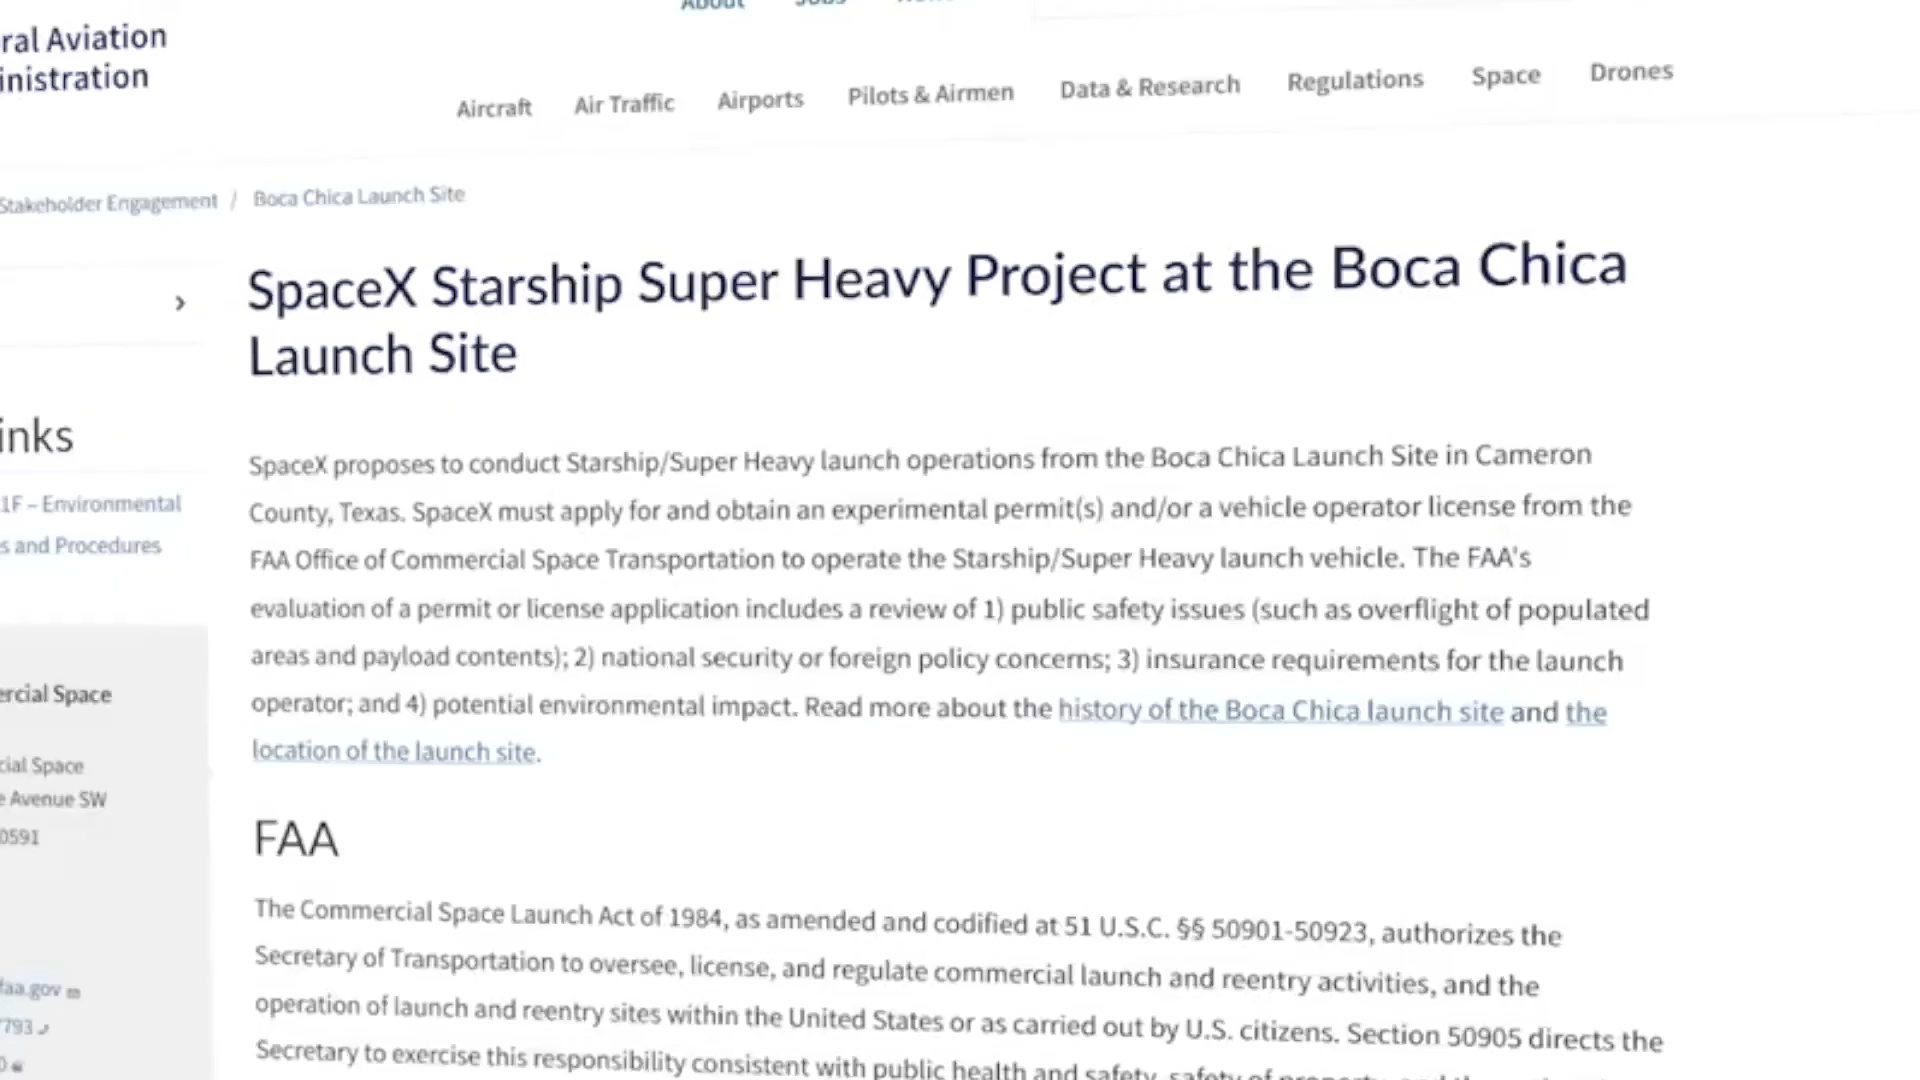 About
ral Aviation
inistration
Aircraft Air Traffic Airports Pilots & Airmen Data & Research Regulations Space Drones
Stakeholder Engagement / Boca Chica Launch Site
SpaceX Starship Super Heavy Project at the Boca Chica
Launch Site
inks
1F – Environmental
s and Procedures
SpaceX proposes to conduct Starship/Super Heavy launch operations from the Boca Chica Launch Site in Cameron
County, Texas. SpaceX must apply for and obtain an experimental permit(s) and/or a vehicle operator license from the
FAA Office of Commercial Space Transportation to operate the Starship/Super Heavy launch vehicle. The FAA's
evaluation of a permit or license application includes a review of 1) public safety issues (such as overflight of populated
areas and payload contents); 2) national security or foreign policy concerns; 3) insurance requirements for the launch
operator; and 4) potential environmental impact. Read more about the history of the Boca Chica launch site and the
location of the launch site.
ercial Space
cial Space
e Avenue SW
0591
faa.gov
7793
0
FAA
The Commercial Space Launch Act of 1984, as amended and codified at 51 U.S.C. §§ 50901-50923, authorizes the
Secretary of Transportation to oversee, license, and regulate commercial launch and reentry activities, and the
operation of launch and reentry sites within the United States or as carried out by U.S. citizens. Section 50905 directs the
Secretary to exercise this responsibility consistent with public health and safety, safety of property, and